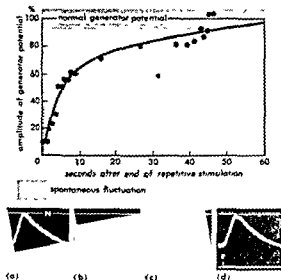 %
100
normal generator potential
80
60
40
20
0
amplitude of generator potential
0 10 20 30 40 50 60
seconds after end of repetitive stimulation
spontaneous fluctuation
N
(a) (b) (c) (d)